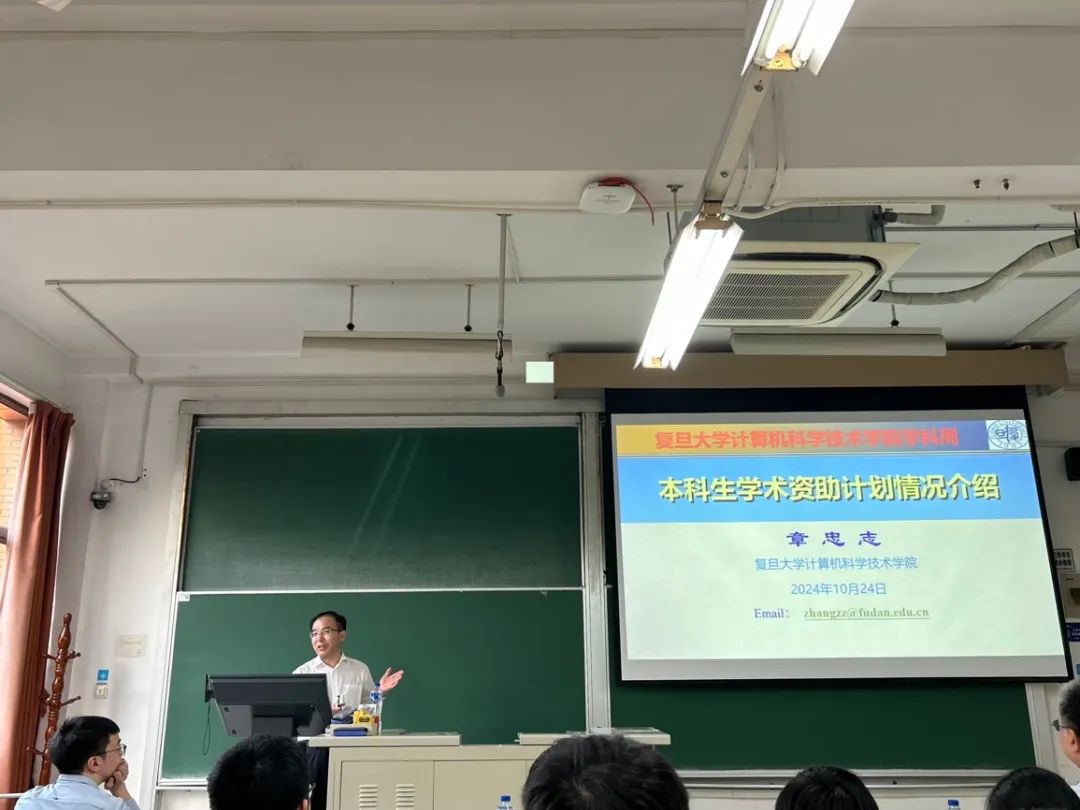 复旦大学计算机科学技术学院学科周
本科生学术资助计划情况介绍
章 忠 志
复旦大学计算机科学技术学院
2024年10月24日
Email： zhangzz@fudan.edu.cn